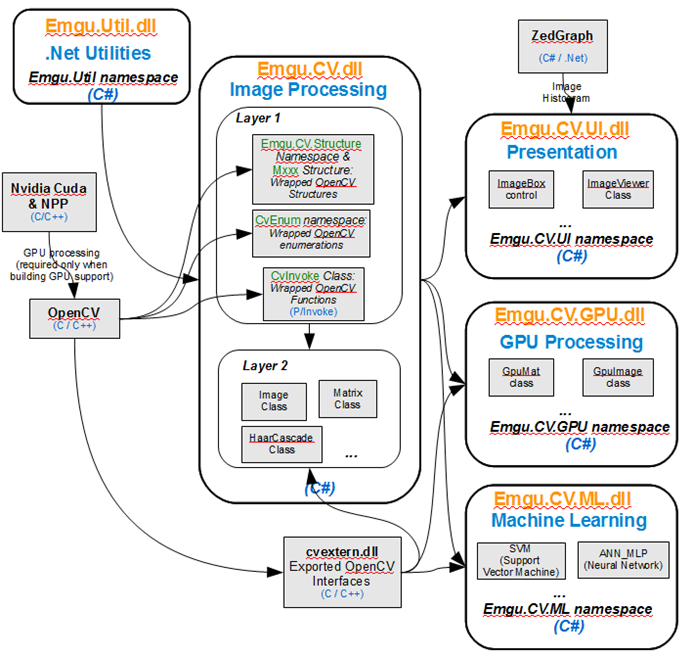 Emgu.Util.dll
.Net Utilities
Emgu.Util namespace
(C#)
ZedGraph
(C# / .Net)
Image
Histogram
Emgu.CV.dll
Image Processing
Layer 1
Emgu.CV.Structure
Namespace &
Mxxx Structure:
Wrapped OpenCV
Structures
CvEnum namespace:
Wrapped OpenCV
enumerations
CvInvoke Class:
Wrapped OpenCV
Functions
(P/Invoke)
Layer 2
Image
Class
Matrix
Class
HaarCascade
Class
...
(C#)
Nvidia Cuda
& NPP
(C/C++)
GPU processing
(required only when
building GPU support)
OpenCV
(C / C++)
cvextern.dll
Exported OpenCV
Interfaces
(C / C++)
Emgu.CV.UI.dll
Presentation
ImageBox
control
ImageViewer
Class
...
Emgu.CV.UI namespace
(C#)
Emgu.CV.GPU.dll
GPU Processing
GpuMat
class
GpuImage
class
...
Emgu.CV.GPU namespace
(C#)
Emgu.CV.ML.dll
Machine Learning
SVM
(Support
Vector Machine)
ANN_MLP
(Neural Network)
...
Emgu.CV.ML namespace
(C#)